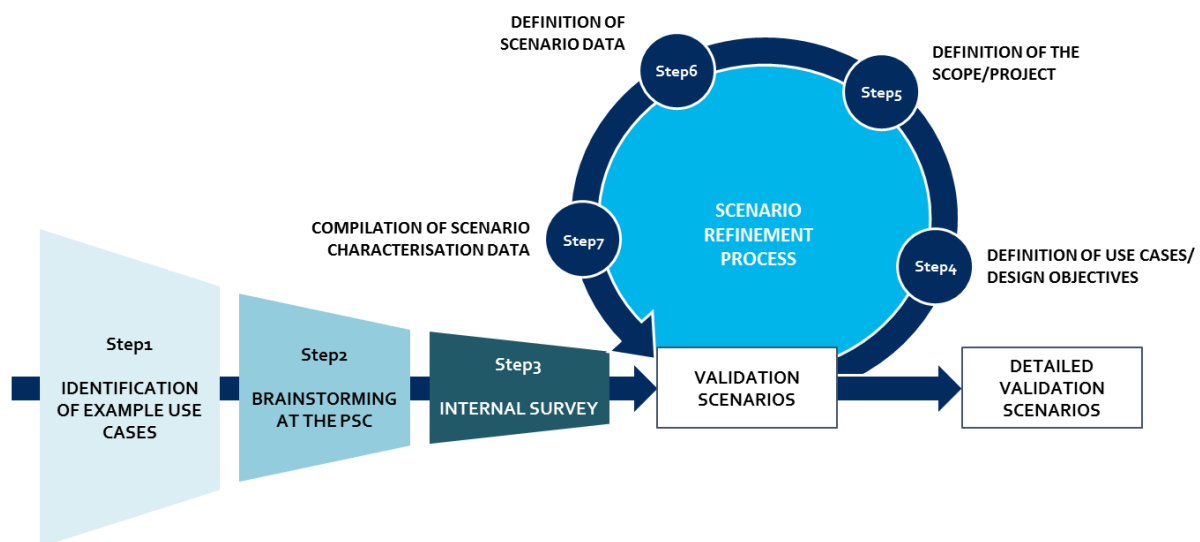 DEFINITION OF
SCENARIO DATA
Step6
DEFINITION OF THE
SCOPE/PROJECT
Step5
COMPILATION OF SCENARIO
CHARACTERISATION DATA
Step7
SCENARIO
REFINEMENT
PROCESS
Step4
DEFINITION OF USE CASES/
DESIGN OBJECTIVES
Step1
IDENTIFICATION
OF EXAMPLE USE
CASES
Step2
BRAINSTORMING
AT THE PSC
Step3
INTERNAL SURVEY
VALIDATION
SCENARIOS
DETAILED
VALIDATION
SCENARIOS